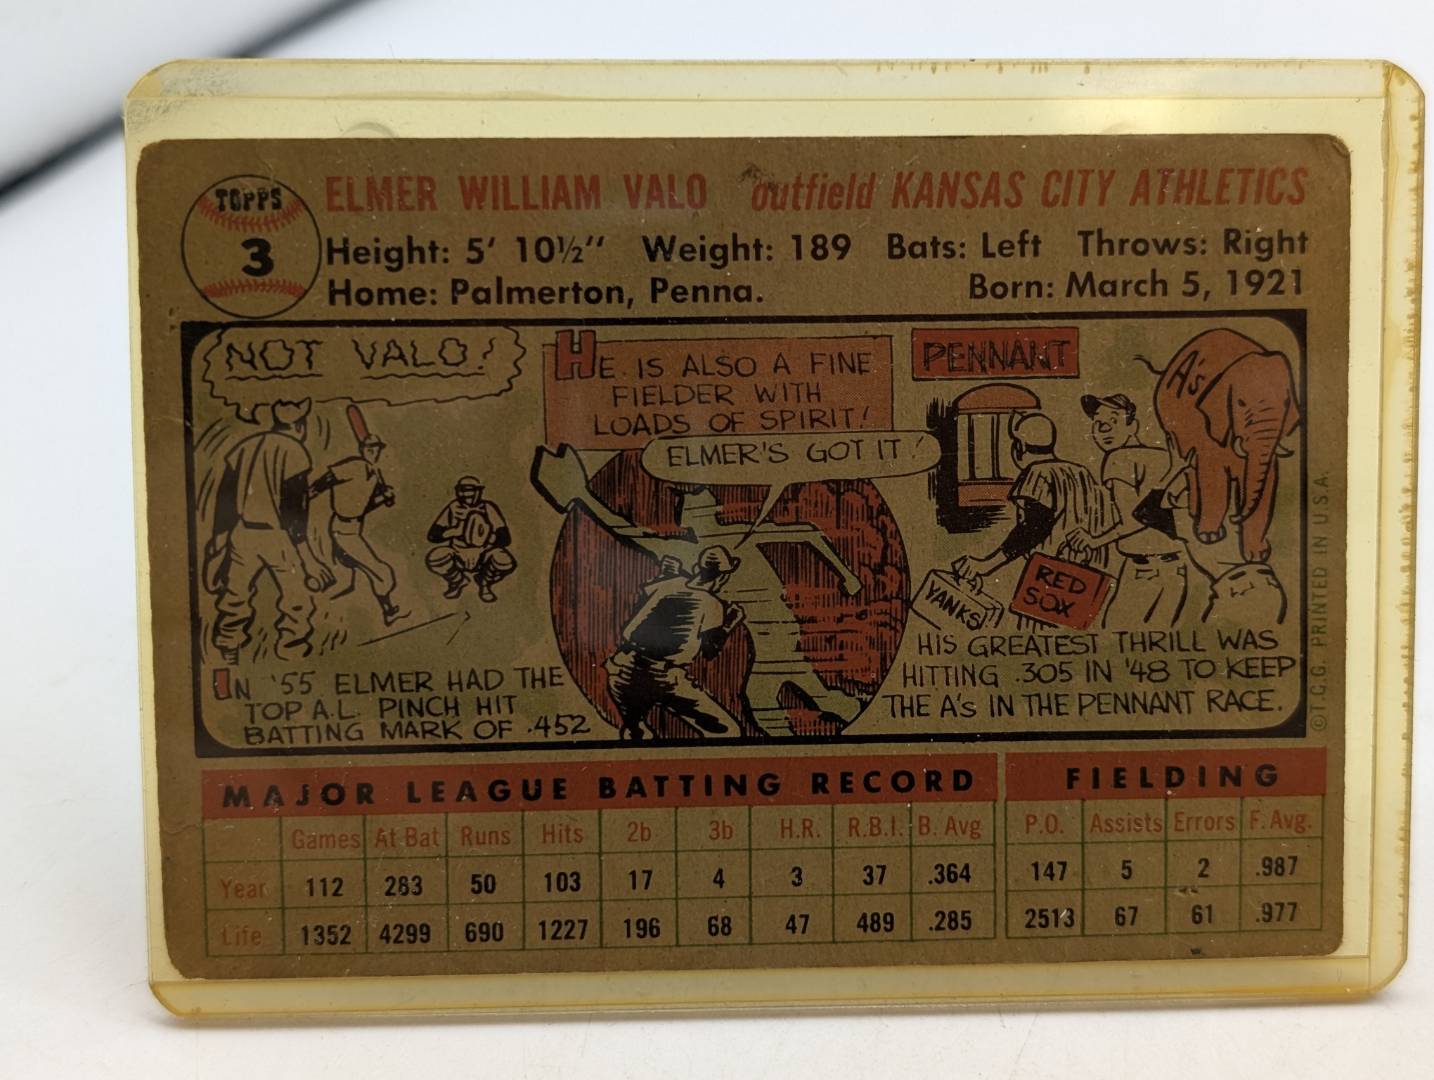 TOPPS
3
ELMER WILLIAM VALO outfield KANSAS CITY ATHLETICS
Height: 5' 10½" Weight: 189 Bats: Left Throws: Right
Home: Palmerton, Penna. Born: March 5, 1921
NOT VALO!
IN '55 ELMER HAD THE
TOP A.L. PINCH HIT
BATTING MARK OF .452
HE IS ALSO A FINE
FIELDER WITH
LOADS OF SPIRIT!
ELMER'S GOT IT!
PENNANT
A's
YANKS
RED
SOX
HIS GREATEST THRILL WAS
HITTING .305 IN '48 TO KEEP
THE A's IN THE PENNANT RACE.
©T.C.G. PRINTED IN U.S.A.
MAJOR LEAGUE BATTING RECORD FIELDING
Games At Bat Runs Hits 2b 3b H.R. R.B.I. B. Avg P.O. Assists Errors F. Avg.
Year 112 283 50 103 17 4 3 37 .364 147 5 2 .987
Life 1352 4299 690 1227 196 68 47 489 .285 2513 67 61 .977